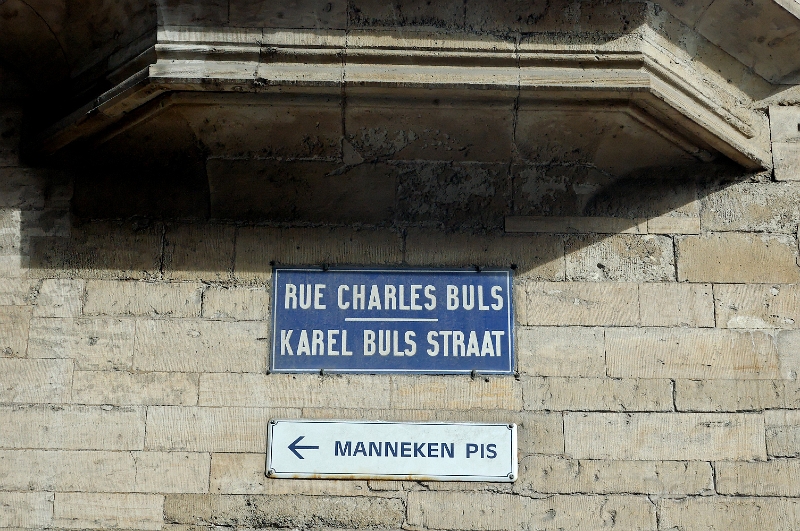 RUE CHARLES BULS
KAREL BULS STRAAT
← MANNEKEN PIS